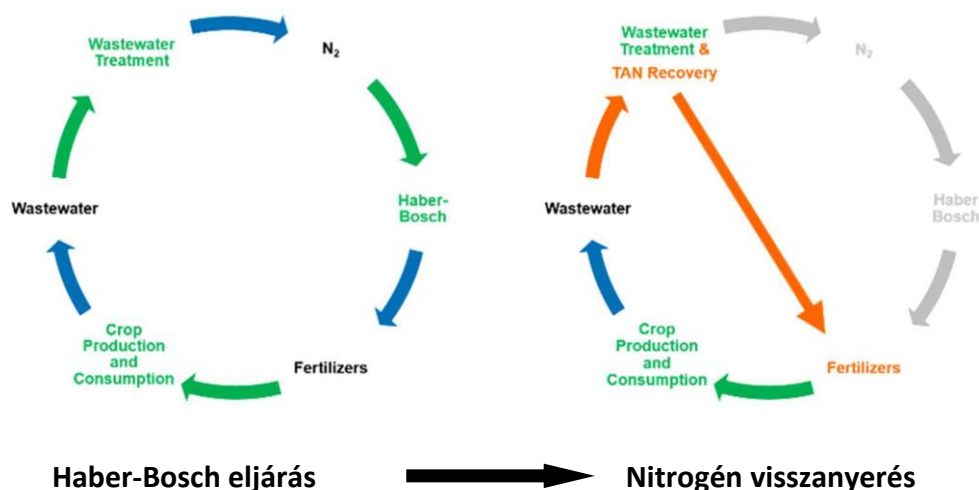 Wastewater
Treatment
N₂
Haber-
Bosch
Fertilizers
Crop
Production
and
Consumption
Wastewater
Wastewater
Treatment &
TAN Recovery
N₂
Haber
Bosch
Fertilizers
Crop
Production
and
Consumption
Wastewater
Haber-Bosch eljárás
Nitrogén visszanyerés